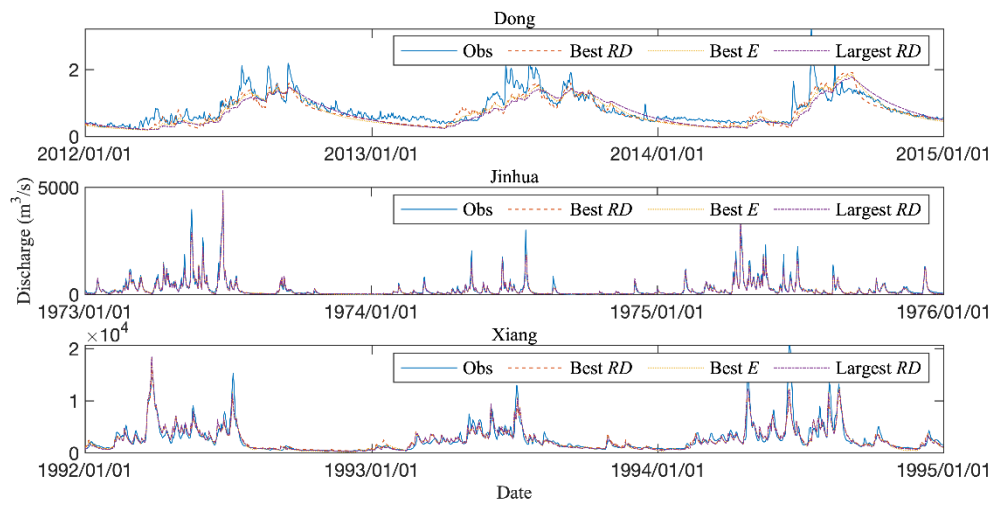 Dong
Obs Best RD Best E Largest RD
2
0
2012/01/01 2013/01/01 2014/01/01 2015/01/01
Jinhua
5000
Obs Best RD Best E Largest RD
Discharge (m³/s)
0
1973/01/01 1974/01/01 1975/01/01 1976/01/01
×10⁴ Xiang
2
Obs Best RD Best E Largest RD
1
0
1992/01/01 1993/01/01 1994/01/01 1995/01/01
Date